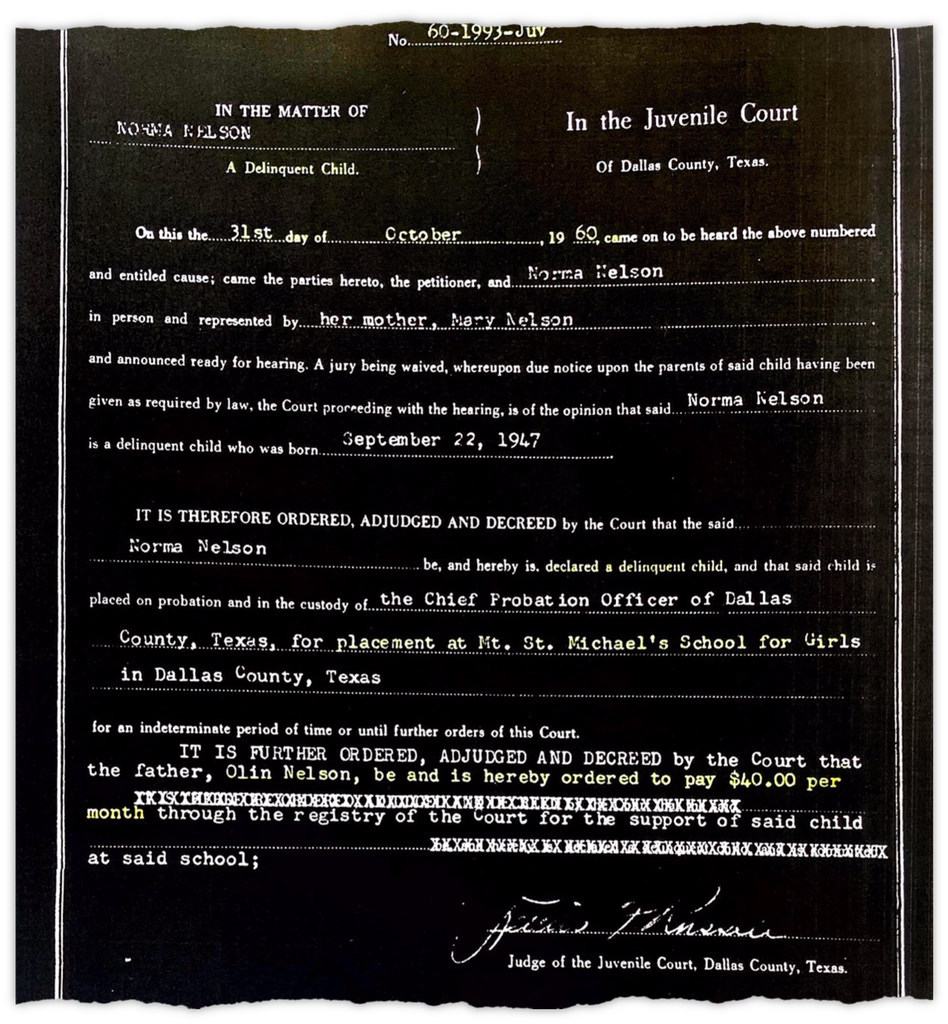 No. 60-1993-Juv
IN THE MATTER OF
NORMA NELSON
A Delinquent Child.
In the Juvenile Court
Of Dallas County, Texas.
On this the 31st day of October, 19 60, came on to be heard the above numbered
and entitled cause; came the parties hereto, the petitioner, and Norma Nelson,
in person and represented by her mother, Mary Nelson.
and announced ready for hearing. A jury being waived, whereupon due notice upon the parents of said child having been
given as required by law, the Court proceeding with the hearing, is of the opinion that said Norma Nelson
is a delinquent child who was born September 22, 1947.
IT IS THEREFORE ORDERED, ADJUDGED AND DECREED by the Court that the said
Norma Nelson be, and hereby is, declared a delinquent child, and that said child is
placed on probation and in the custody of the Chief Probation Officer of Dallas
County, Texas, for placement at Mt. St. Michael's School for Girls
in Dallas County, Texas
for an indeterminate period of time or until further orders of this Court.
IT IS FURTHER ORDERED, ADJUDGED AND DECREED by the Court that
the father, Olin Nelson, be and is hereby ordered to pay $40.00 per
month through the registry of the Court for the support of said child
at said school;
Judge of the Juvenile Court, Dallas County, Texas.